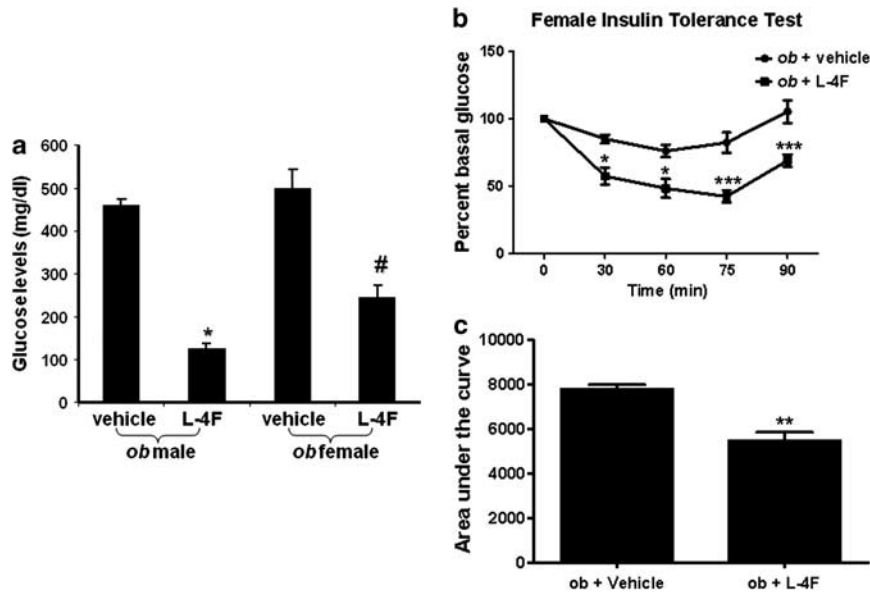 a
Glucose levels (mg/dl)
600
500
400
300
200
100
0
*
#
vehicle L-4F vehicle L-4F
ob male ob female
b
Female Insulin Tolerance Test
ob + vehicle
ob + L-4F
Percent basal glucose
150
100
50
0
*
*
***
***
0 30 60 75 90
Time (min)
c
Area under the curve
10000
8000
6000
4000
2000
0
**
ob + Vehicle ob + L-4F